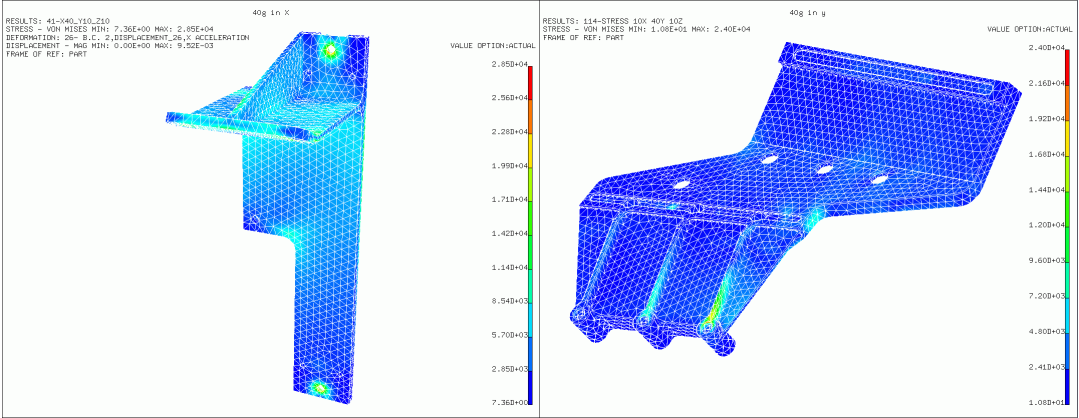 40g in X
RESULTS: 41-X40_Y10_Z10
STRESS - VON MISES MIN: 7.36E+00 MAX: 2.85E+04
DEFORMATION: 26- B.C. 2,DISPLACEMENT_26,X ACCELERATION
DISPLACEMENT - MAG MIN: 0.00E+00 MAX: 9.52E-03
FRAME OF REF: PART
VALUE OPTION:ACTUAL
2.85D+04
2.56D+04
2.28D+04
1.99D+04
1.71D+04
1.42D+04
1.14D+04
8.54D+03
5.70D+03
2.85D+03
7.36D+00
40g in y
RESULTS: 114-STRESS 10X 40Y 10Z
STRESS - VON MISES MIN: 1.08E+01 MAX: 2.40E+04
FRAME OF REF: PART
VALUE OPTION:ACTUAL
2.40D+04
2.16D+04
1.92D+04
1.68D+04
1.44D+04
1.20D+04
9.60D+03
7.20D+03
4.80D+03
2.41D+03
1.08D+01